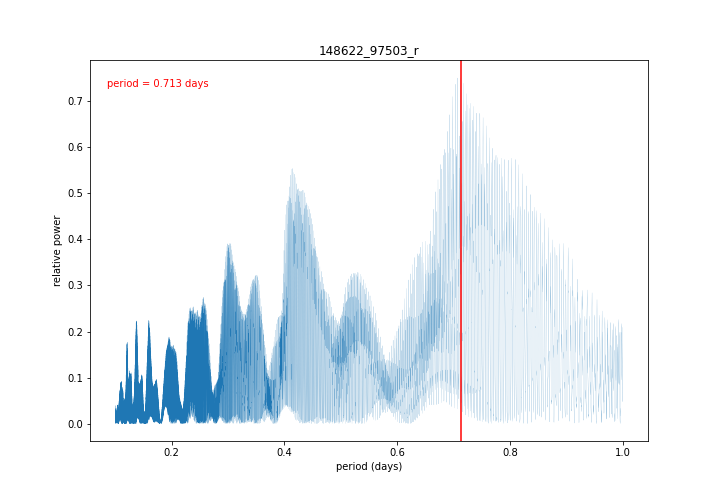 148622_97503_r
period = 0.713 days
relative power
0.7
0.6
0.5
0.4
0.3
0.2
0.1
0.0
0.2 0.4 0.6 0.8 1.0
period (days)